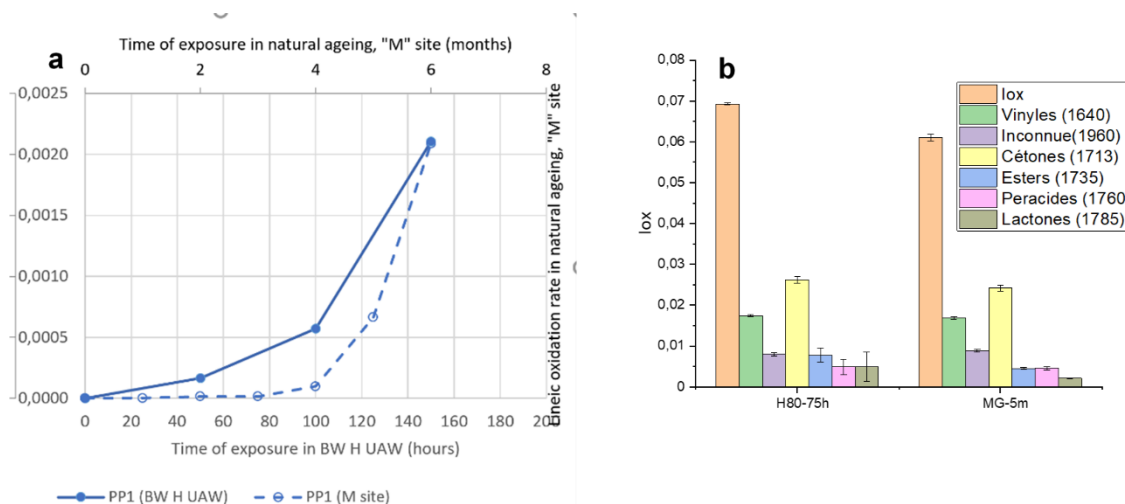 a
Time of exposure in natural ageing, "M" site (months)
0 2 4 6 8
0,0025
0,0020
0,0015
0,0010
0,0005
0,0000
0 20 40 60 80 100 120 140 160 180 200
Time of exposure in BW H UAW (hours)
Lineic oxidation rate in natural ageing, "M" site
PP1 (BW H UAW) PP1 (M site)
b
0,08
0,07
0,06
0,05
0,04
0,03
0,02
0,01
0
Iox
H80-75h MG-5m
Iox
Vinyles (1640)
Inconnue(1960)
Cétones (1713)
Esters (1735)
Peracides (1760
Lactones (1785)